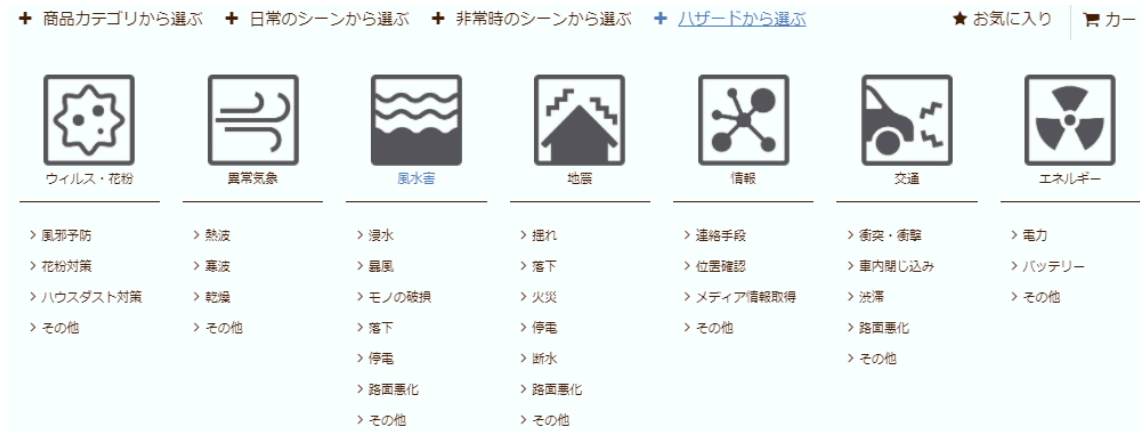 + 商品カテゴリから選ぶ + 日常のシーンから選ぶ + 非常時のシーンから選ぶ + ハザードから選ぶ ★ お気に入り カー
ウィルス・花粉
> 風邪予防
> 花粉対策
> ハウスダスト対策
> その他
異常気象
> 熱波
> 寒波
> 乾燥
> その他
風水害
> 浸水
> 暴風
> モノの破損
> 落下
> 停電
> 路面悪化
> その他
地震
> 揺れ
> 落下
> 火災
> 停電
> 断水
> 路面悪化
> その他
情報
> 連絡手段
> 位置確認
> メディア情報取得
> その他
交通
> 衝突・衝撃
> 車内閉じ込み
> 渋滞
> 路面悪化
> その他
エネルギー
> 電力
> バッテリー
> その他